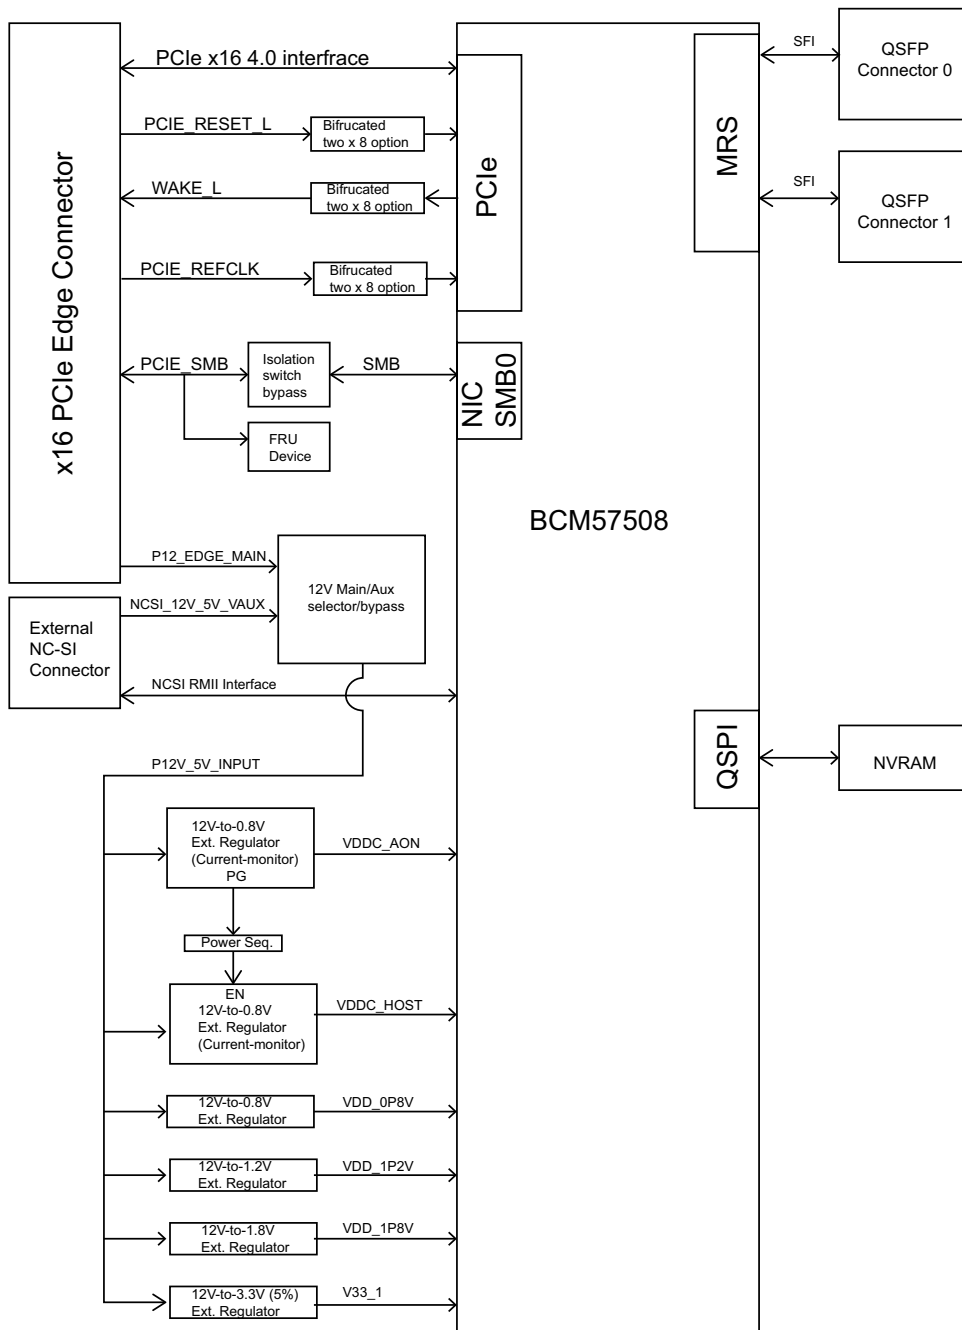 x16 PCIe Edge Connector
PCIe x16 4.0 interfrace
PCIE_RESET_L
Bifrucated
two x 8 option
WAKE_L
Bifrucated
two x 8 option
PCIE_REFCLK
Bifrucated
two x 8 option
PCIe
PCIE_SMB
Isolation
switch
bypass
SMB
NIC
SMB0
FRU
Device
BCM57508
MRS
SFI
QSFP
Connector 0
SFI
QSFP
Connector 1
P12_EDGE_MAIN
NCSI_12V_5V_VAUX
12V Main/Aux
selector/bypass
External
NC-SI
Connector
NCSI RMII Interface
QSPI
NVRAM
P12V_5V_INPUT
12V-to-0.8V
Ext. Regulator
(Current-monitor)
PG
VDDC_AON
Power Seq.
EN
12V-to-0.8V
Ext. Regulator
(Current-monitor)
VDDC_HOST
12V-to-0.8V
Ext. Regulator
VDD_0P8V
12V-to-1.2V
Ext. Regulator
VDD_1P2V
12V-to-1.8V
Ext. Regulator
VDD_1P8V
12V-to-3.3V (5%)
Ext. Regulator
V33_1